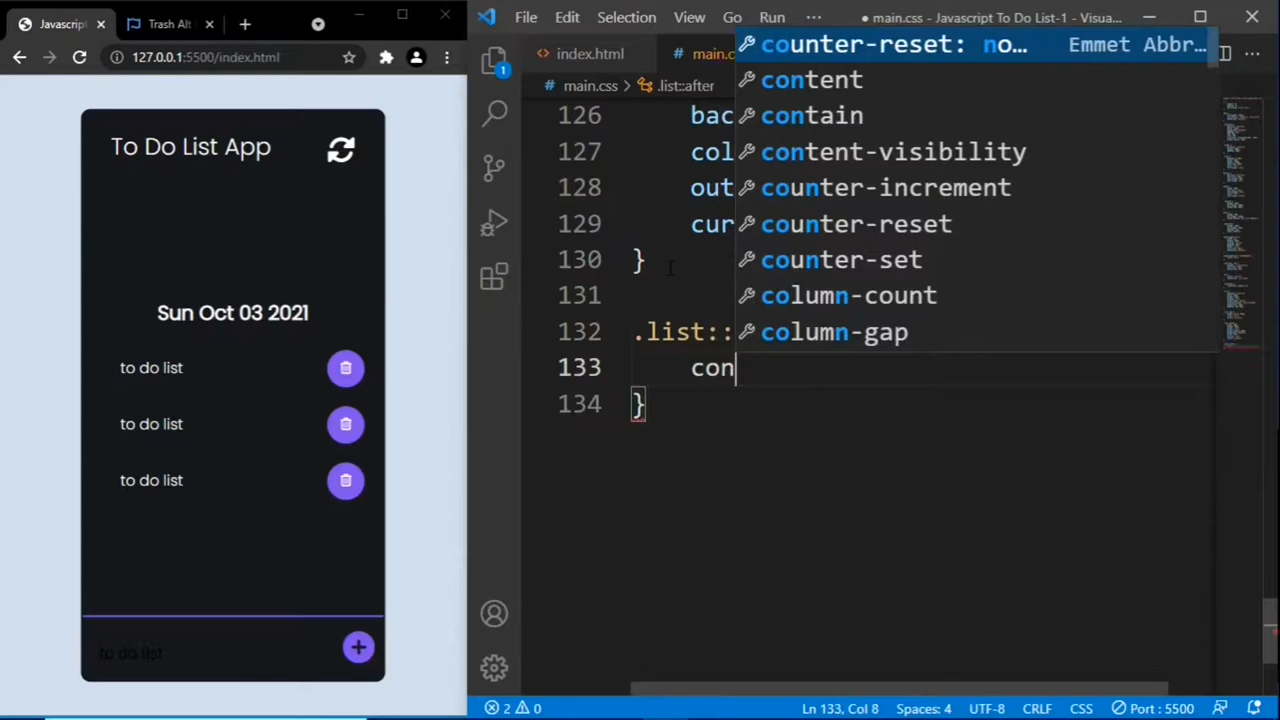 Javascript
Trash Alt
127.0.0.1:5500/index.html
To Do List App
Sun Oct 03 2021
to do list
to do list
to do list
to do list
File Edit Selection View Go Run ··· ● main.css - Javascript To Do List-1 - Visua...
1
index.html
# main.c
# main.css > .list::after
counter-reset: no... Emmet Abbr...
content
contain
content-visibility
counter-increment
counter-reset
counter-set
column-count
column-gap
126 bac
127 col
128 out
129 cur
130 }
131
132 .list::
133 con
134 }
2 0 Ln 133, Col 8 Spaces: 4 UTF-8 CRLF CSS Port : 5500